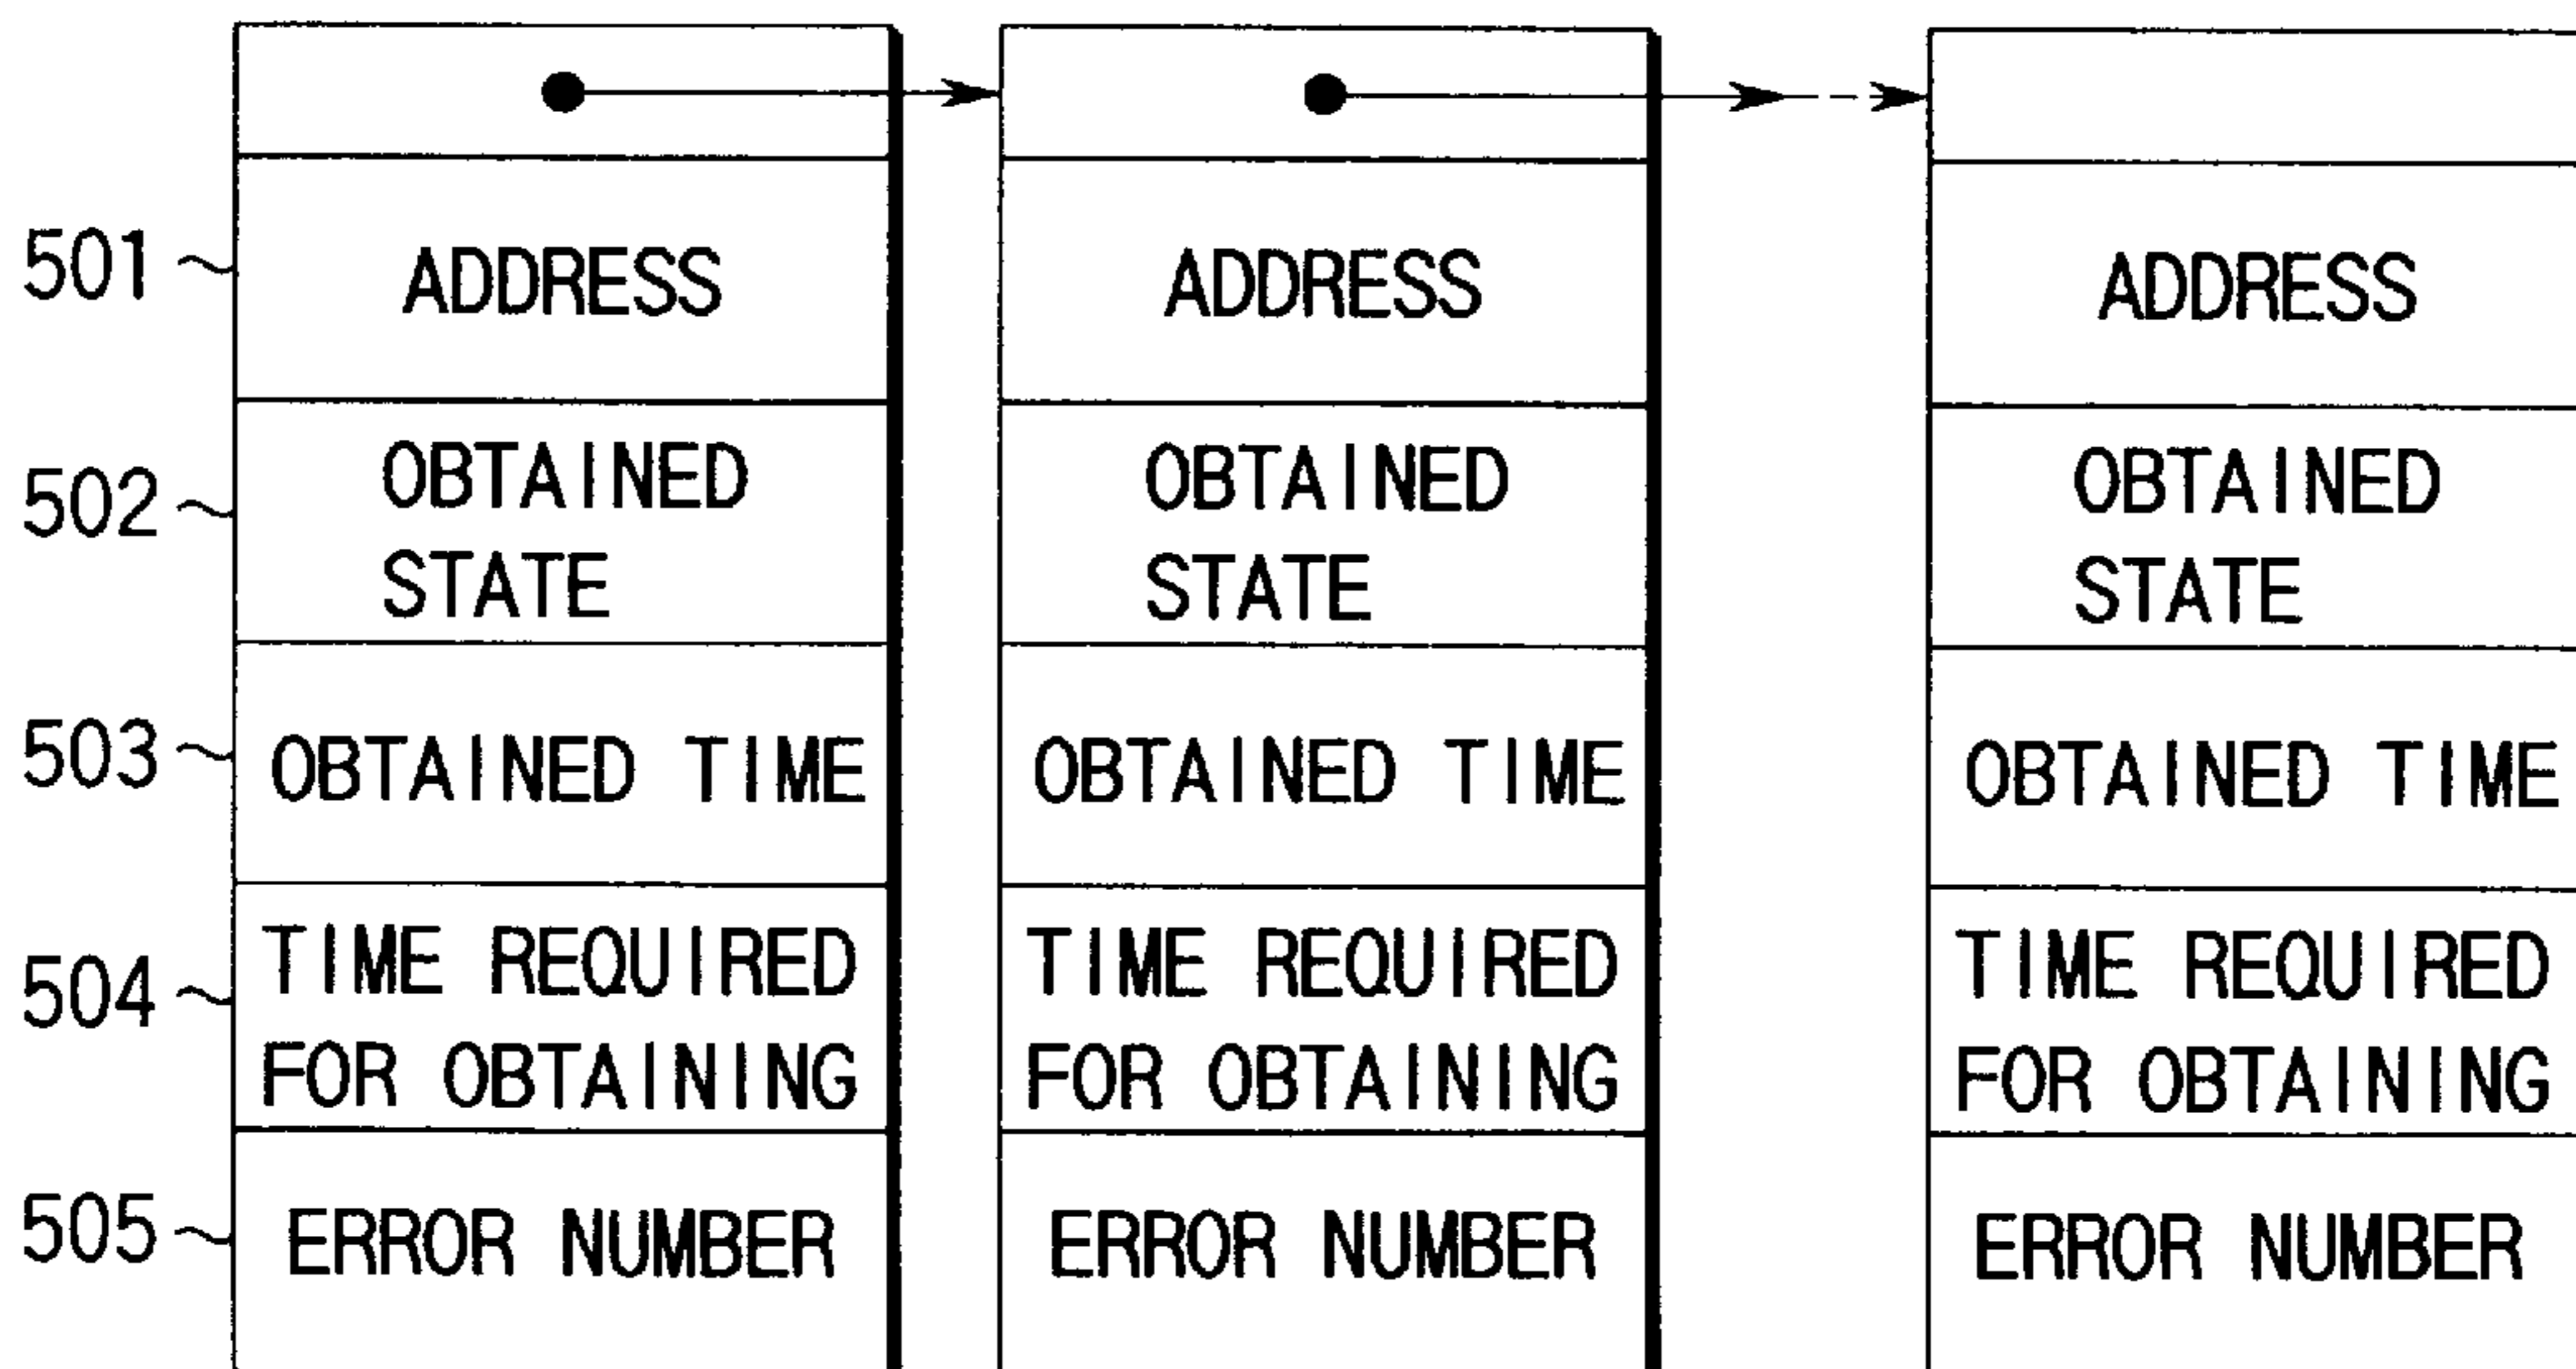 501
ADDRESS
ADDRESS
ADDRESS
502
OBTAINED
STATE
OBTAINED
STATE
OBTAINED
STATE
503
OBTAINED TIME
OBTAINED TIME
OBTAINED TIME
504
TIME REQUIRED
FOR OBTAINING
TIME REQUIRED
FOR OBTAINING
TIME REQUIRED
FOR OBTAINING
505
ERROR NUMBER
ERROR NUMBER
ERROR NUMBER